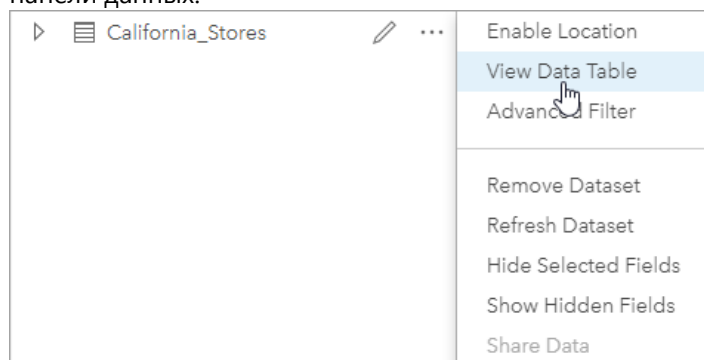 панели данных.
California_Stores
Enable Location
View Data Table
Advanced Filter
Remove Dataset
Refresh Dataset
Hide Selected Fields
Show Hidden Fields
Share Data